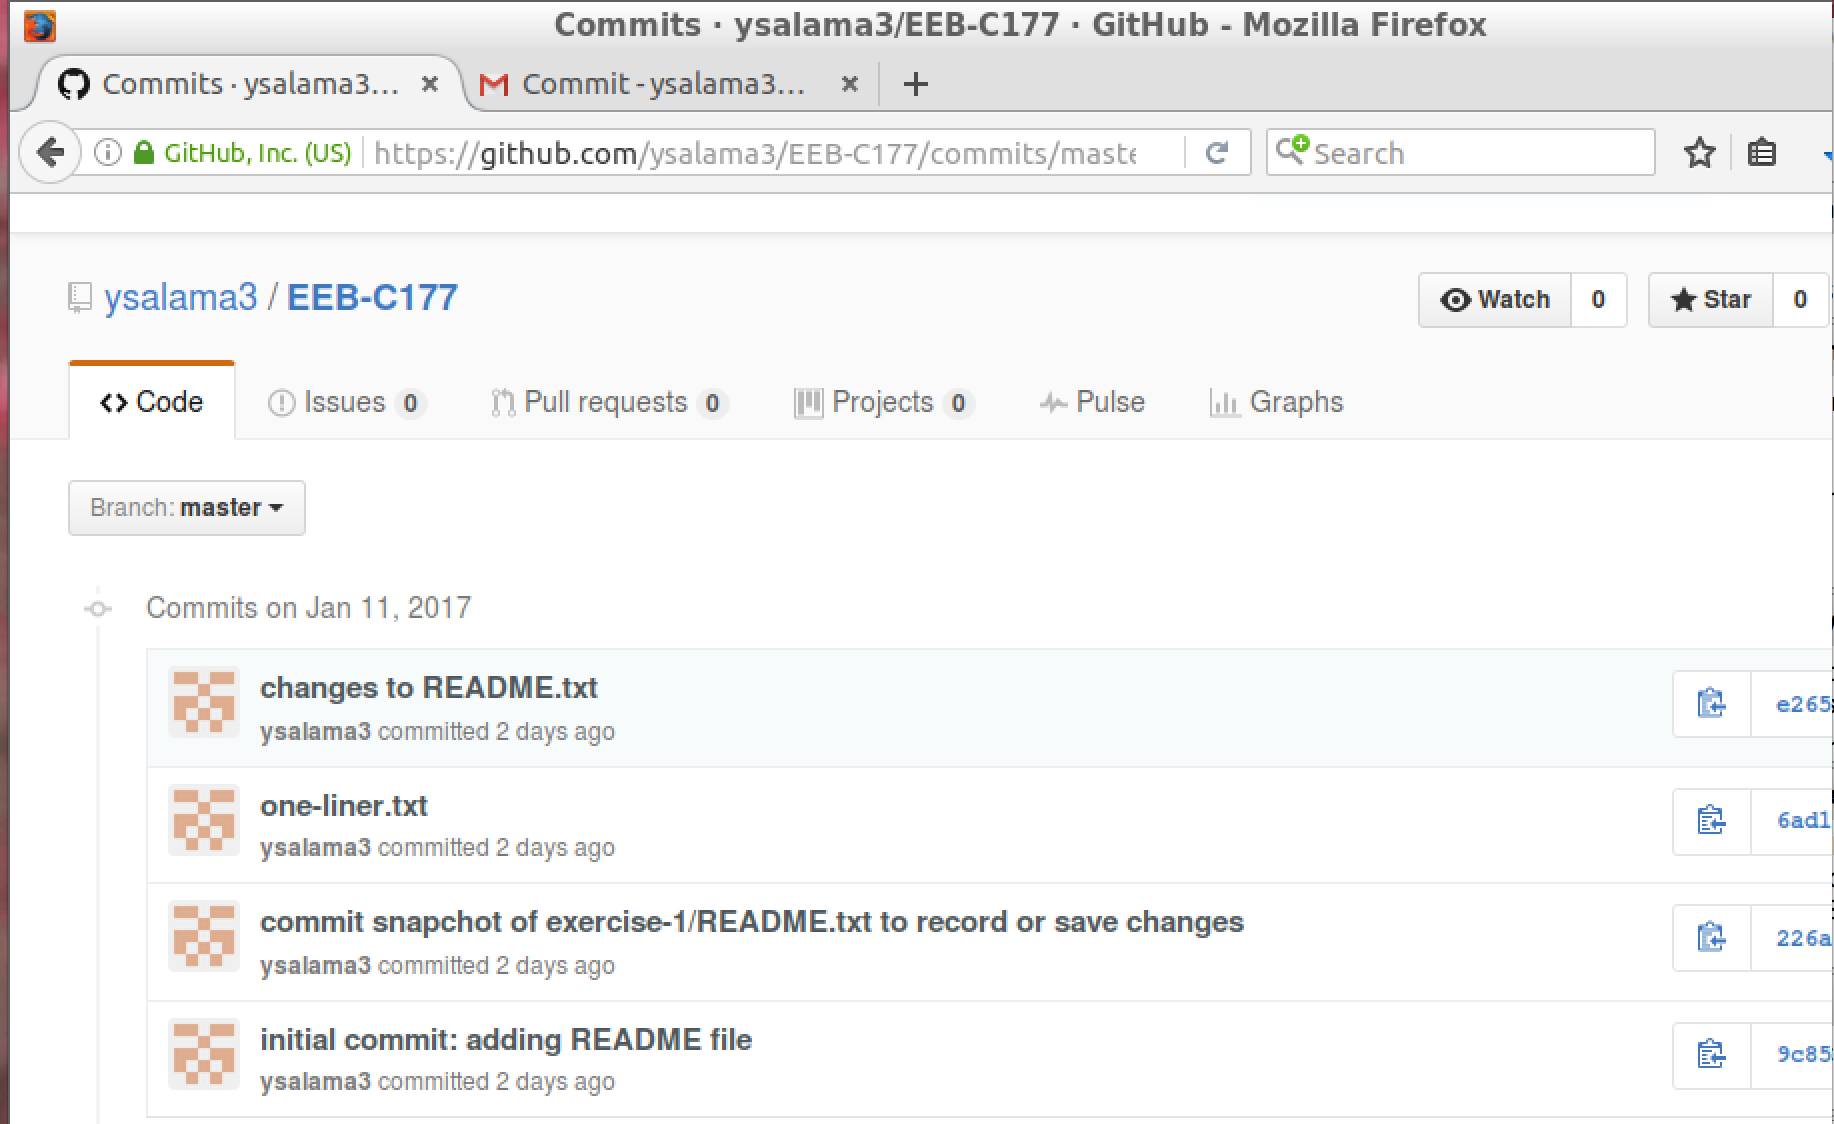 Commits · ysalama3/EEB-C177 · GitHub - Mozilla Firefox
Commits · ysalama3... Commit - ysalama3...
GitHub, Inc. (US) https://github.com/ysalama3/EEB-C177/commits/maste Search
ysalama3 / EEB-C177 Watch 0 Star 0
Code Issues 0 Pull requests 0 Projects 0 Pulse Graphs
Branch: master
Commits on Jan 11, 2017
changes to README.txt
ysalama3 committed 2 days ago
e265
one-liner.txt
ysalama3 committed 2 days ago
6ad1
commit snapchot of exercise-1/README.txt to record or save changes
ysalama3 committed 2 days ago
226a
initial commit: adding README file
ysalama3 committed 2 days ago
9c85